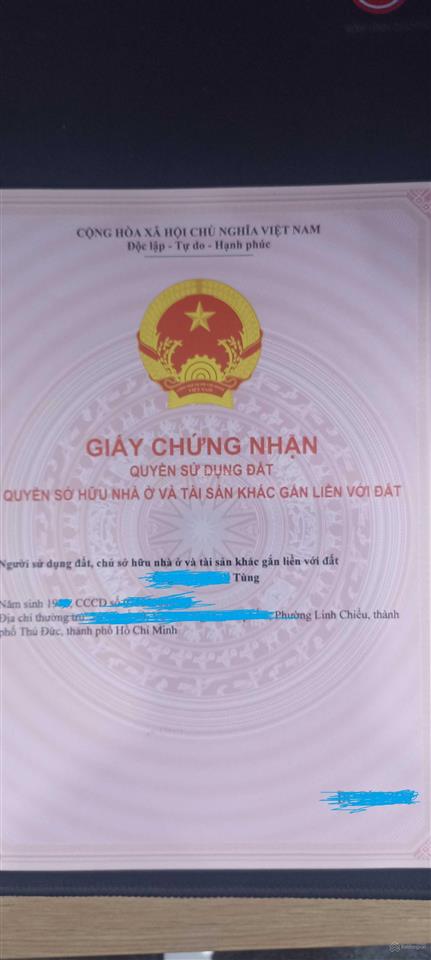 CỘNG HÒA XÃ HỘI CHỦ NGHĨA VIỆT NAM
Độc lập - Tự do - Hạnh phúc
GIẤY CHỨNG NHẬN
QUYỀN SỬ DỤNG ĐẤT
QUYỀN SỞ HỮU NHÀ Ở VÀ TÀI SẢN KHÁC GẮN LIỀN VỚI ĐẤT
Người sử dụng đất, chủ sở hữu nhà ở và tài sản khác gắn liền với đất
Tùng
Năm sinh 19, CCCD số
Địa chỉ thường trú Phường Linh Chiểu, thành
phố Thủ Đức, thành phố Hồ Chí Minh